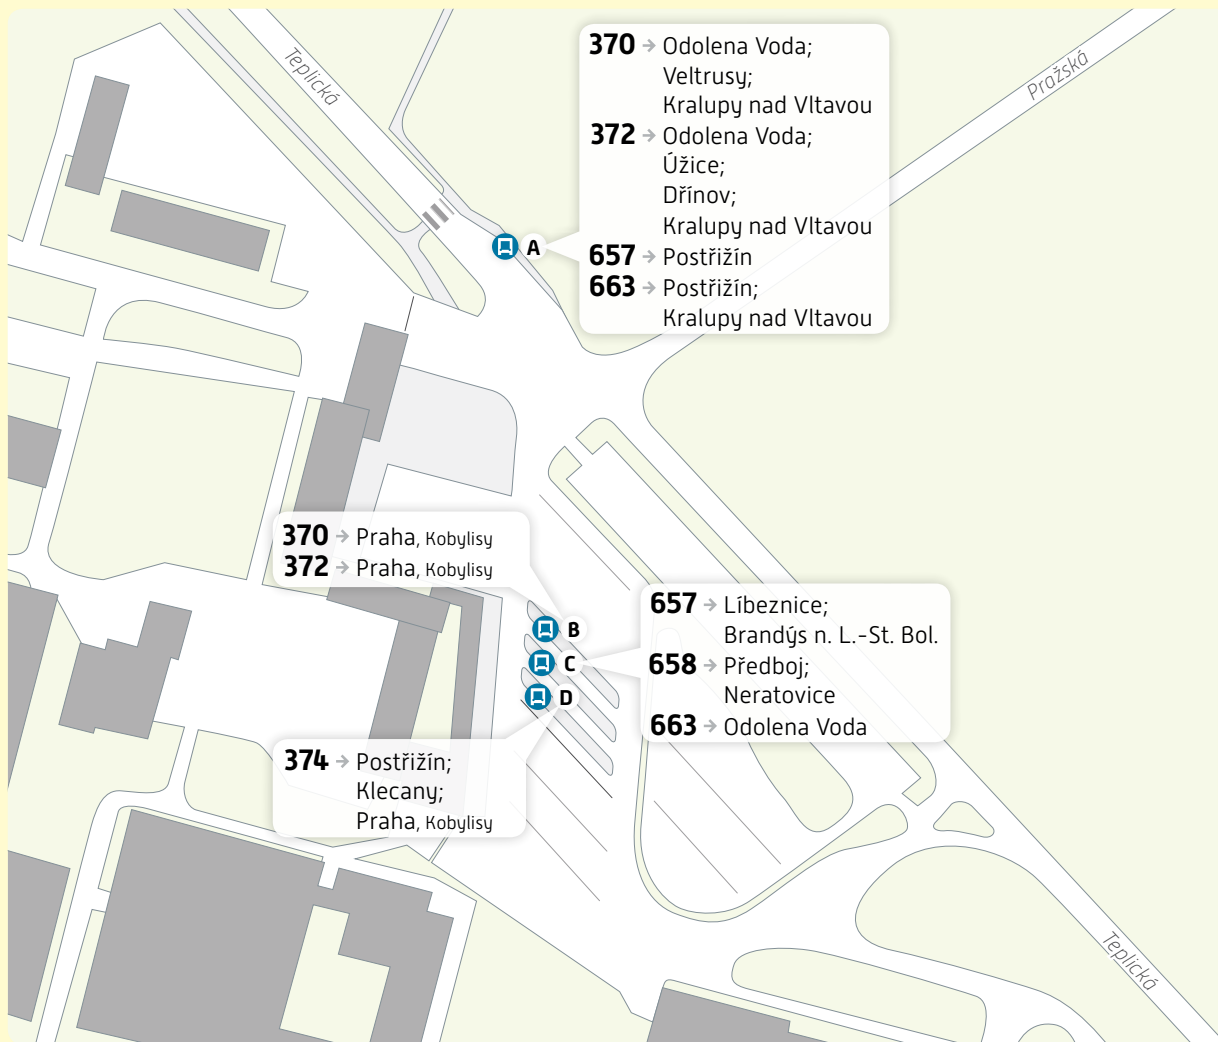 Teplická
Pražská
370 → Odolena Voda;
Veltrusy;
Kralupy nad Vltavou
372 → Odolena Voda;
Úžice;
Dřínov;
Kralupy nad Vltavou
657 → Postřižín
663 → Postřižín;
Kralupy nad Vltavou
A
370 → Praha, Kobylisy
372 → Praha, Kobylisy
B
C
D
657 → Líbeznice;
Brandýs n. L.-St. Bol.
658 → Předboj;
Neratovice
663 → Odolena Voda
374 → Postřižín;
Klecany;
Praha, Kobylisy
Teplická